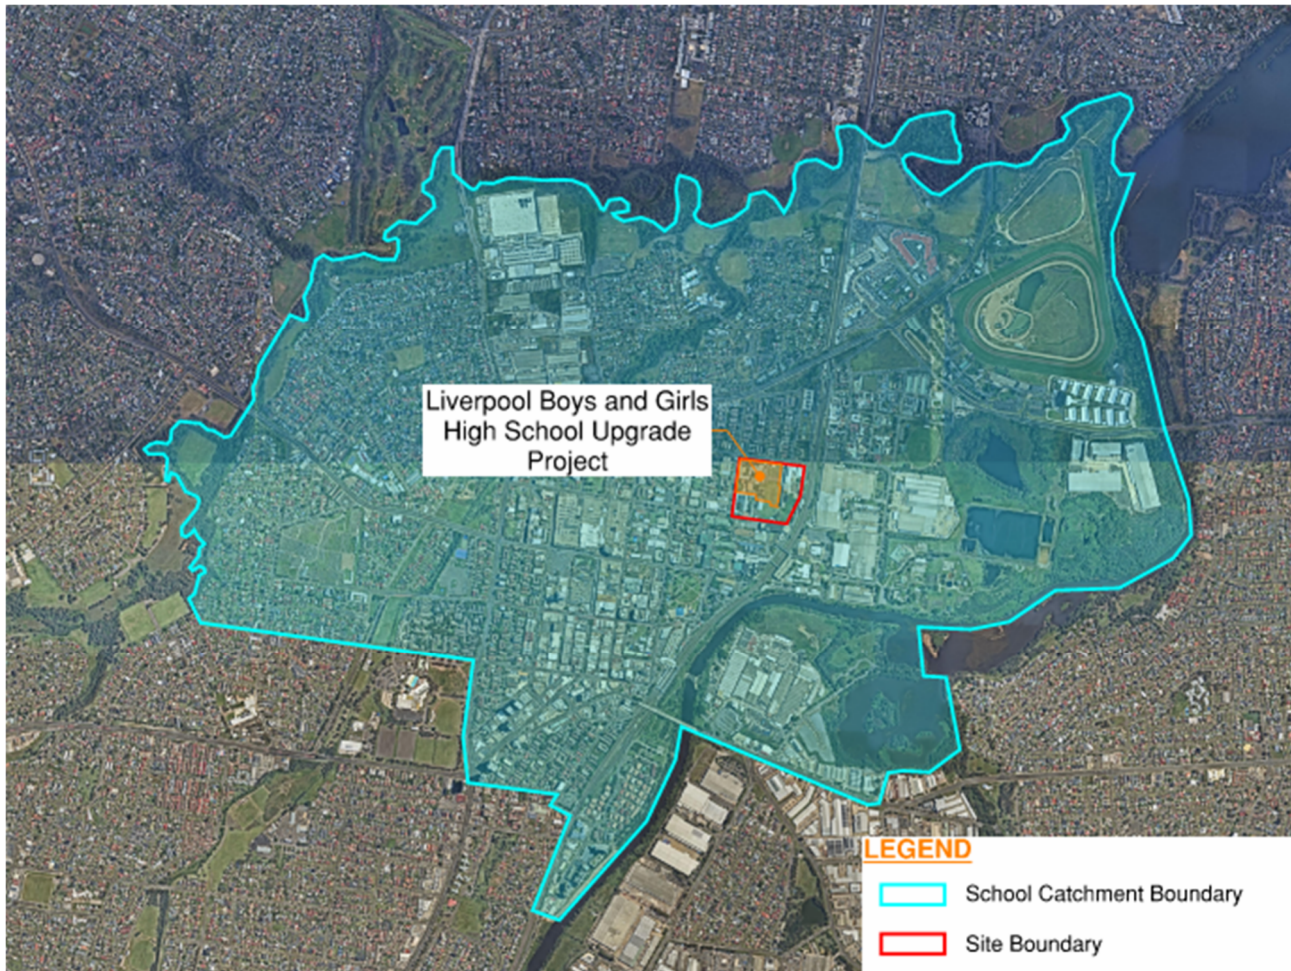 Liverpool Boys and Girls
High School Upgrade
Project
LEGEND
School Catchment Boundary
Site Boundary